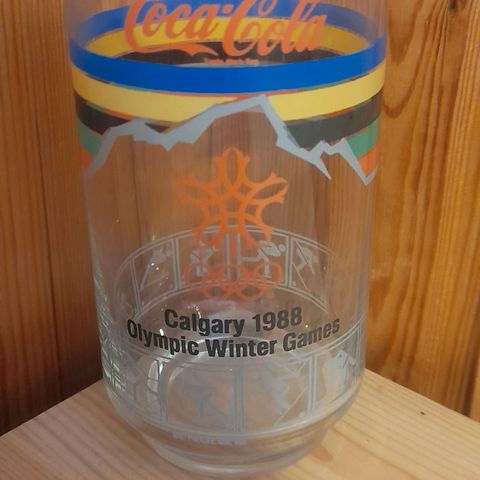 Coca-Cola
Calgary 1988
Olympic Winter Games